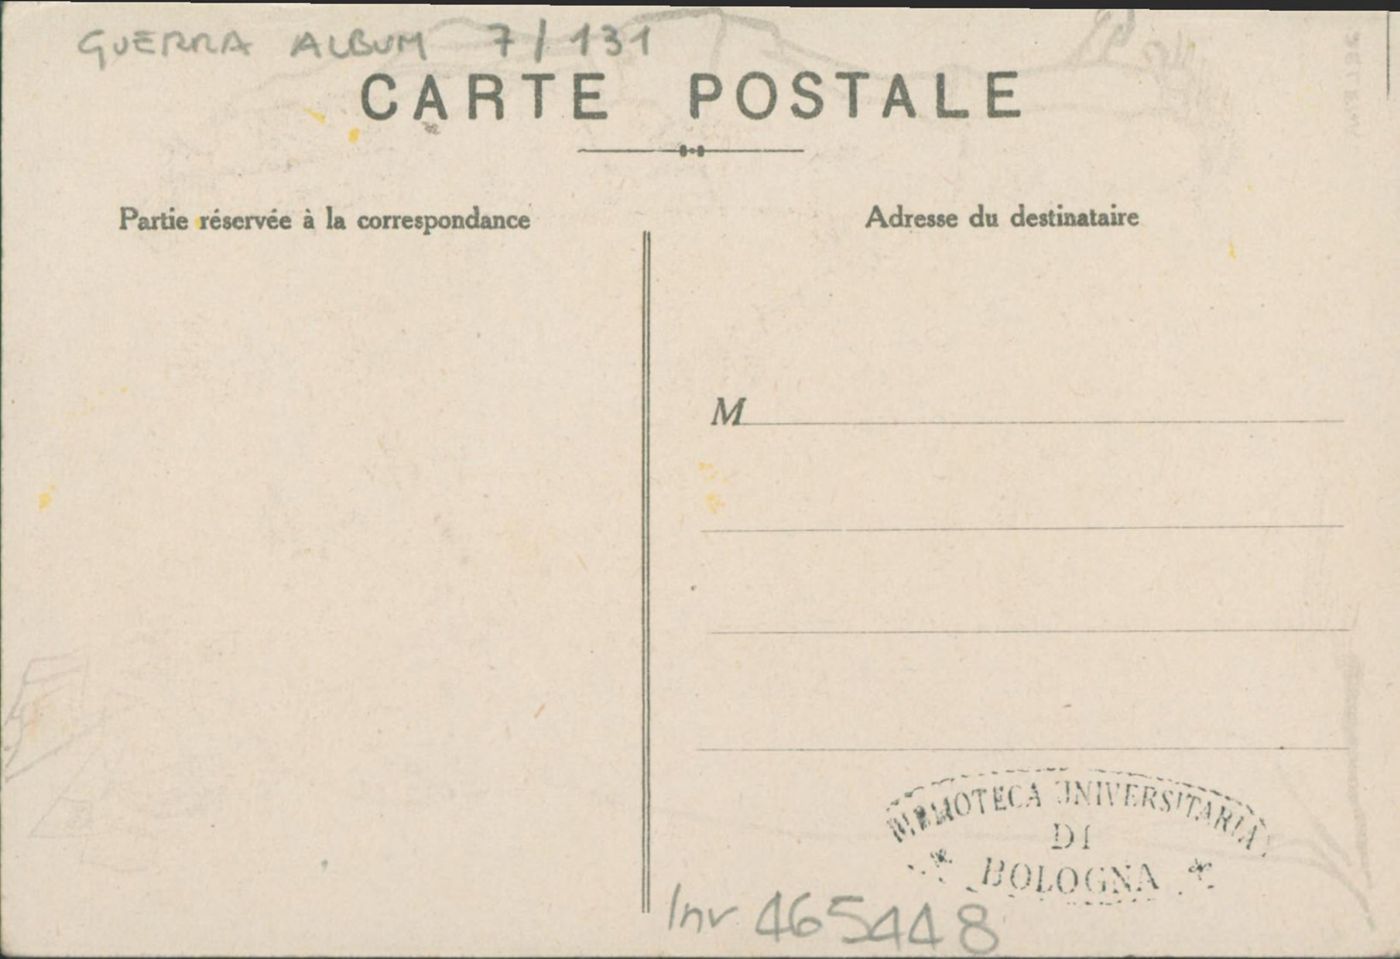 GUERRA ALBUM 7/131
CARTE POSTALE
Partie réservée à la correspondance
Adresse du destinataire
M
BIBLIOTECA UNIVERSITARIA
DI
BOLOGNA
Inv 465448